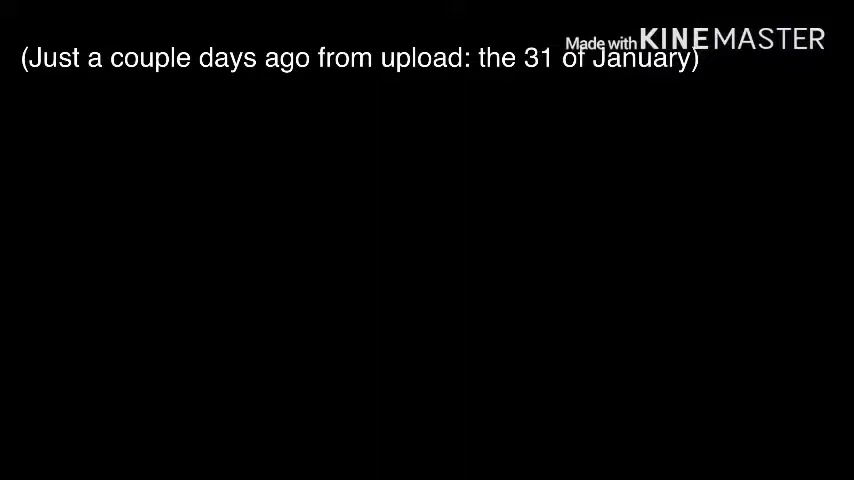 Made with KINEMASTER
(Just a couple days ago from upload: the 31 of January)